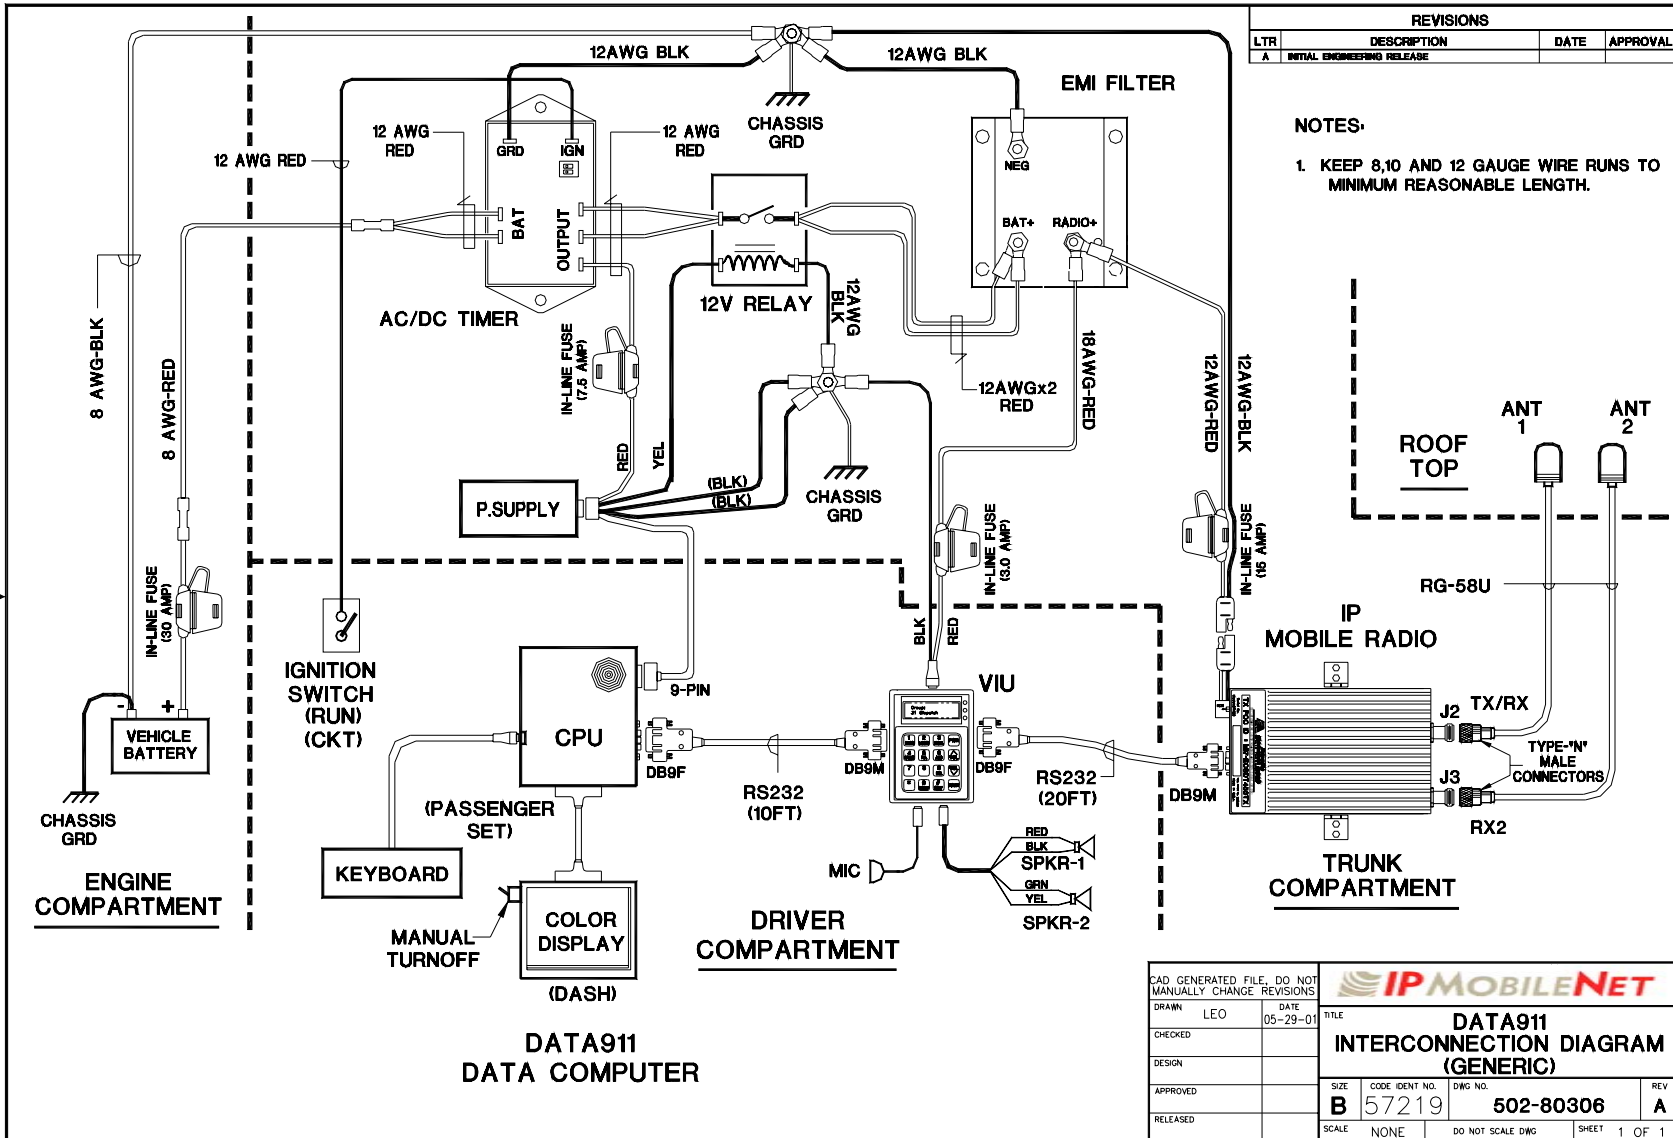 REVISIONS
LTR DESCRIPTION DATE APPROVAL
A INITIAL ENGINEERING RELEASE
NOTES:
1. KEEP 8,10 AND 12 GAUGE WIRE RUNS TO
MINIMUM REASONABLE LENGTH.
12AWG BLK
12AWG BLK
EMI FILTER
CHASSIS
GRD
12 AWG
RED
12 AWG
RED
12 AWG RED
GRD
IGN
NEG
BAT
OUTPUT
BAT+
RADIO+
AC/DC TIMER
12V RELAY
12AWG
BLK
8 AWG-BLK
8 AWG-RED
IN-LINE FUSE
(7.5 AMP)
RED
YEL
12AWGx2
RED
18AWG-RED
12AWG-RED
12AWG-BLK
ROOF
TOP
ANT
1
ANT
2
P.SUPPLY
(BLK)
(BLK)
CHASSIS
GRD
IN-LINE FUSE
(3.0 AMP)
IN-LINE FUSE
(15 AMP)
IN-LINE FUSE
(30 AMP)
RG-58U
IP
MOBILE RADIO
BLK
RED
IGNITION
SWITCH
(RUN)
(CKT)
9-PIN
VIU
- +
VEHICLE
BATTERY
CPU
J2
TX/RX
TYPE-"N"
MALE
CONNECTORS
J3
RX2
DB9F
DB9M
DB9F
DB9M
RS232
(10FT)
RS232
(20FT)
CHASSIS
GRD
(PASSENGER
SET)
KEYBOARD
MIC
RED
BLK
SPKR-1
GRN
YEL
SPKR-2
TRUNK
COMPARTMENT
ENGINE
COMPARTMENT
MANUAL
TURNOFF
COLOR
DISPLAY
(DASH)
DRIVER
COMPARTMENT
DATA911
DATA COMPUTER
CAD GENERATED FILE, DO NOT
MANUALLY CHANGE REVISIONS
DRAWN LEO DATE 05-29-01
CHECKED
DESIGN
APPROVED
RELEASED
IPMOBILENET
TITLE
DATA911
INTERCONNECTION DIAGRAM
(GENERIC)
SIZE B CODE IDENT NO. 57219 DWG NO. 502-80306 REV A
SCALE NONE DO NOT SCALE DWG SHEET 1 OF 1